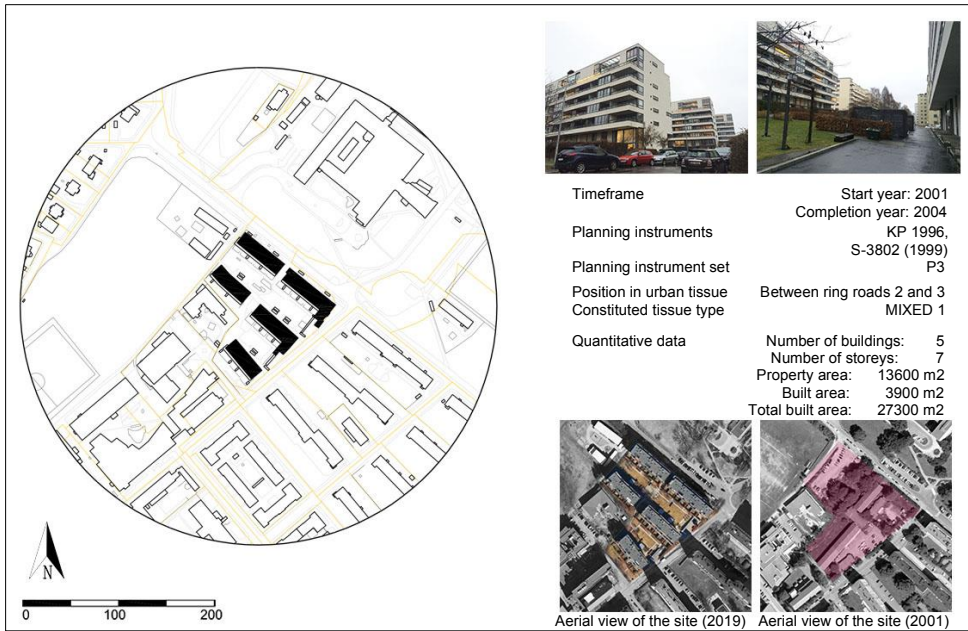 Timeframe Start year: 2001
Completion year: 2004
Planning instruments KP 1996,
S-3802 (1999)
Planning instrument set P3
Position in urban tissue Between ring roads 2 and 3
Constituted tissue type MIXED 1
Quantitative data Number of buildings: 5
Number of storeys: 7
Property area: 13600 m2
Built area: 3900 m2
Total built area: 27300 m2
N
0 100 200
Aerial view of the site (2019) Aerial view of the site (2001)